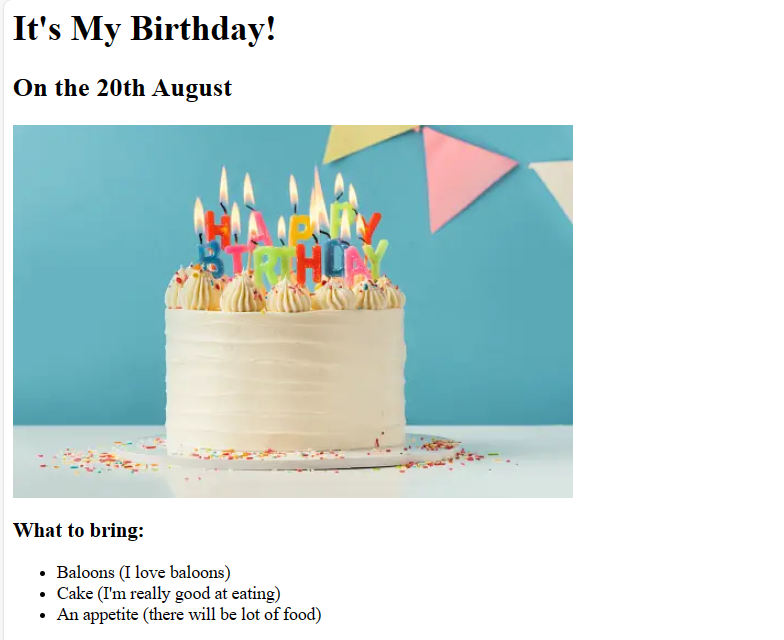 It's My Birthday!
On the 20th August
HAPPY
BIRTHDAY
What to bring:
Baloons (I love baloons)
Cake (I'm really good at eating)
An appetite (there will be lot of food)